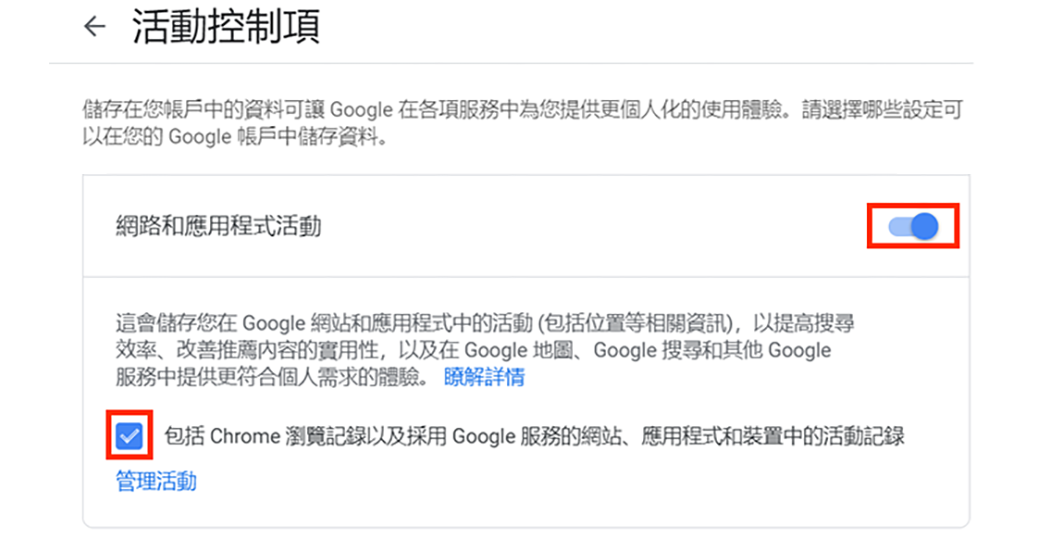 活動控制項
儲存在您帳戶中的資料可讓 Google 在各項服務中為您提供更個人化的使用體驗。請選擇哪些設定可
以在您的 Google 帳戶中儲存資料。
網路和應用程式活動
這會儲存您在 Google 網站和應用程式中的活動 (包括位置等相關資訊)，以提高搜尋
效率、改善推薦內容的實用性，以及在 Google 地圖、Google 搜尋和其他 Google
服務中提供更符合個人需求的體驗。 瞭解詳情
包括 Chrome 瀏覽記錄以及採用 Google 服務的網站、應用程式和裝置中的活動記錄
管理活動